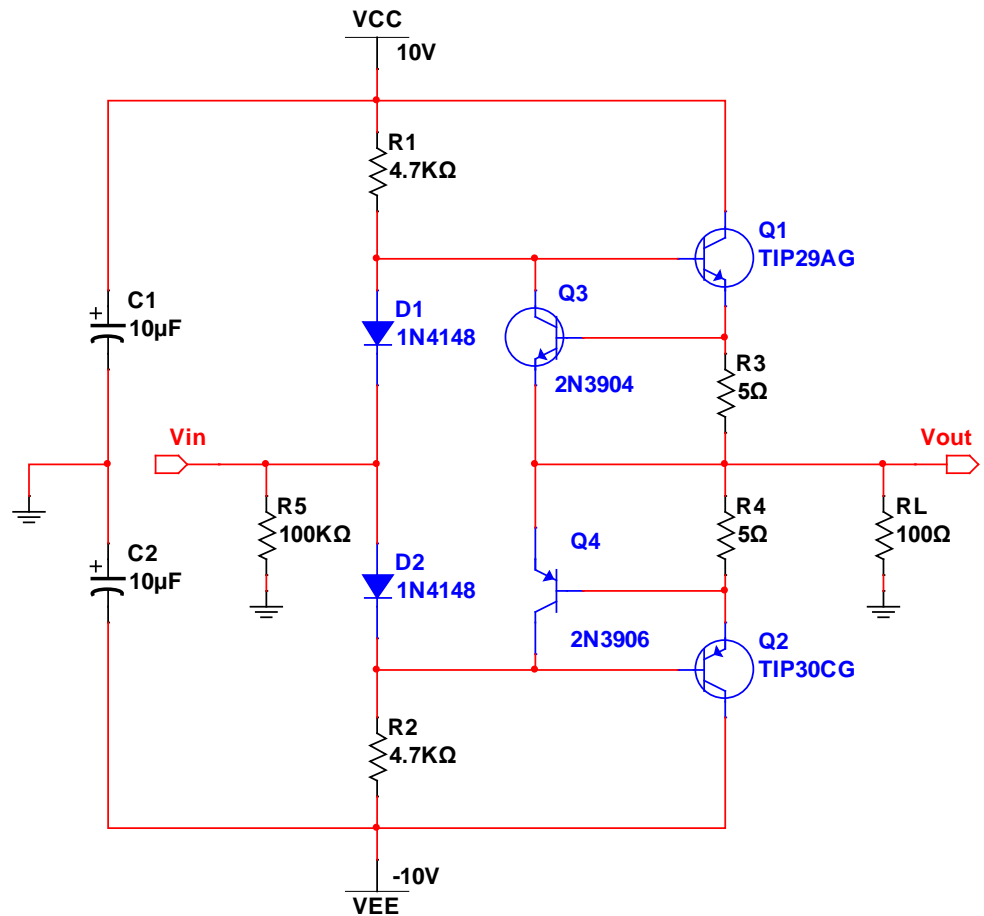 VCC
10V
R1
4.7KΩ
Q1
TIP29AG
C1
10µF
D1
1N4148
Q3
2N3904
R3
5Ω
Vin
Vout
R5
100KΩ
R4
5Ω
RL
100Ω
C2
10µF
D2
1N4148
Q4
2N3906
Q2
TIP30CG
R2
4.7KΩ
-10V
VEE